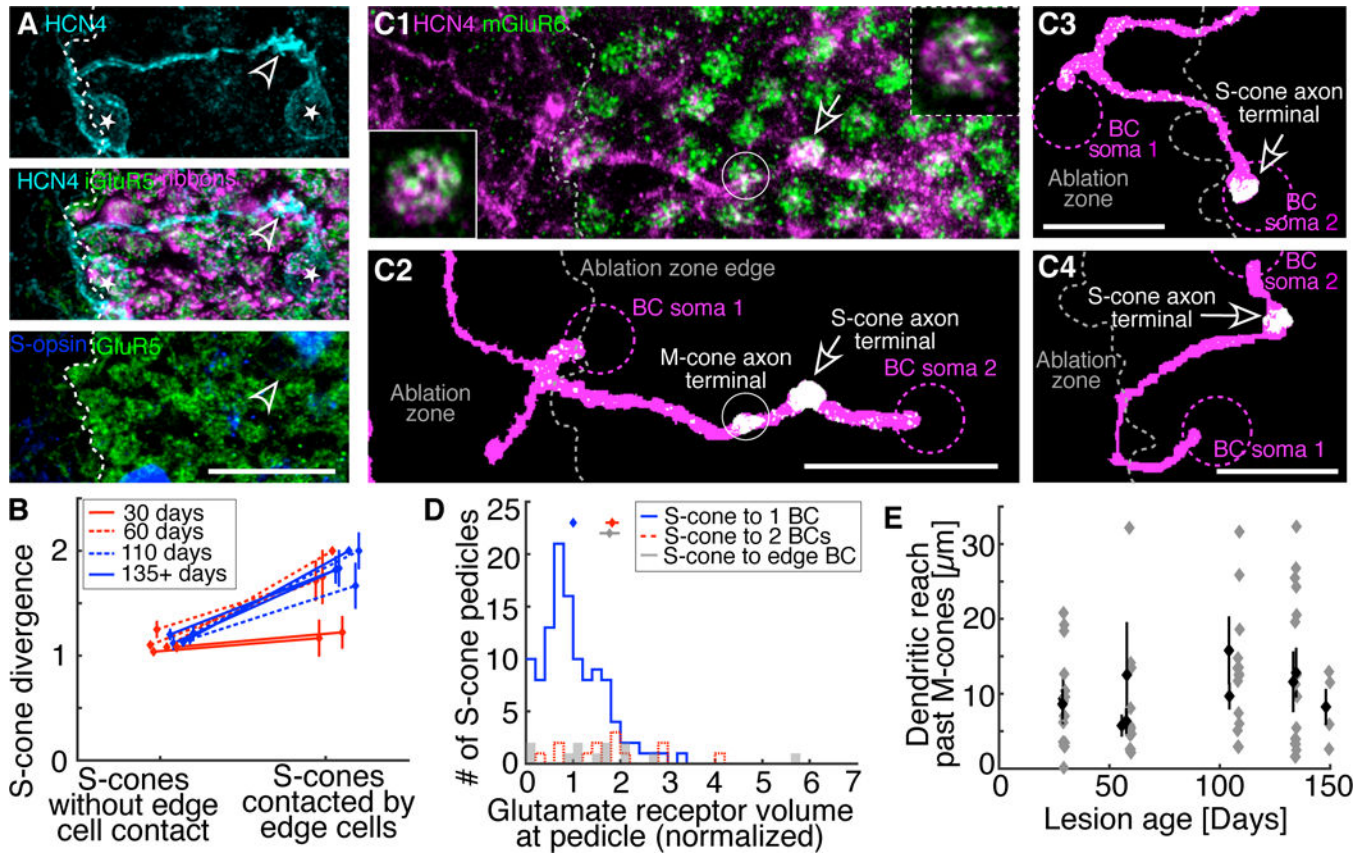 A HCN4
HCN4 iGluR5 ribbons
S-opsin iGluR5
C1 HCN4 mGluR6
C2
Ablation zone edge
BC soma 1
S-cone axon
terminal
M-cone axon
terminal
BC soma 2
Ablation
zone
C3
S-cone axon
terminal
BC
soma 1
Ablation
zone
BC
soma 2
C4
BC
soma 2
S-cone axon
terminal
Ablation
zone
BC soma 1
B
30 days
60 days
110 days
135+ days
S-cone divergence
2
1
0
S-cones
without edge
cell contact
S-cones
contacted by
edge cells
D
S-cone to 1 BC
S-cone to 2 BCs
S-cone to edge BC
# of S-cone pedicles
25
20
15
10
5
0
0 1 2 3 4 5 6 7
Glutamate receptor volume
at pedicle (normalized)
E
Dendritic reach
past M-cones [µm]
30
20
10
0
0 50 100 150
Lesion age [Days]